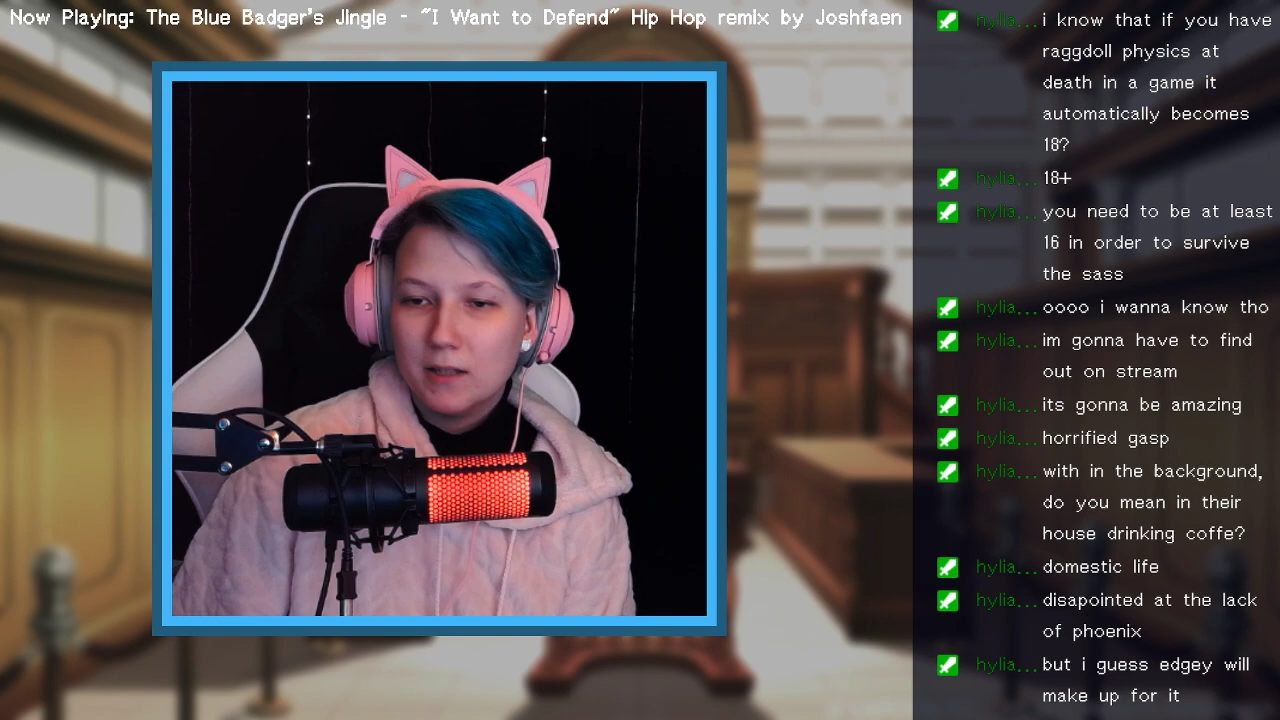 Now Playing: The Blue Badger's Jingle - "I Want to Defend" Hip Hop remix by Joshfaen
hylia... i know that if you have
raggdoll physics at
death in a game it
automatically becomes
18?
hylia... 18+
hylia... you need to be at least
16 in order to survive
the sass
hylia... oooo i wanna know tho
hylia... im gonna have to find
out on stream
hylia... its gonna be amazing
hylia... horrified gasp
hylia... with in the background,
do you mean in their
house drinking coffe?
hylia... domestic life
hylia... disapointed at the lack
of phoenix
hylia... but i guess edgey will
make up for it